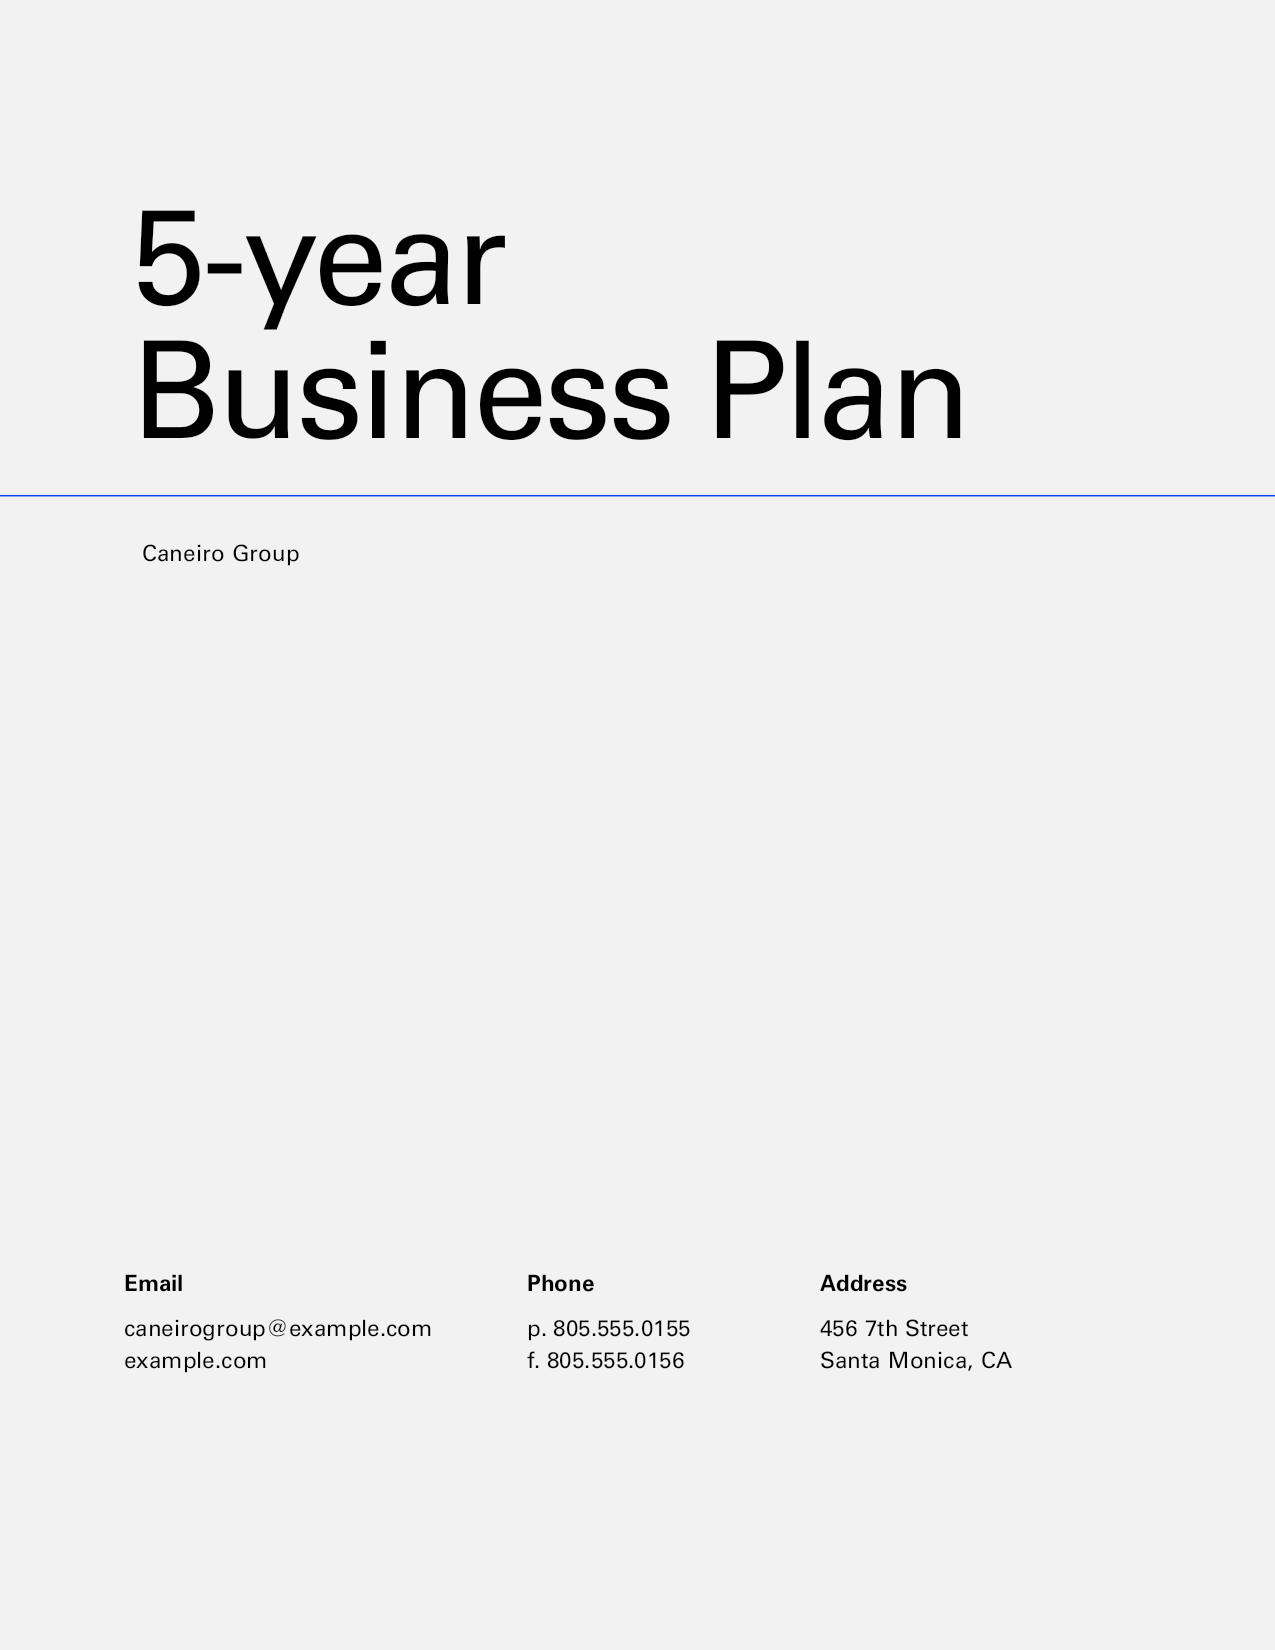 5-year
Business Plan
Caneiro Group
Email
caneirogroup@example.com
example.com
Phone
p. 805.555.0155
f. 805.555.0156
Address
456 7th Street
Santa Monica, CA